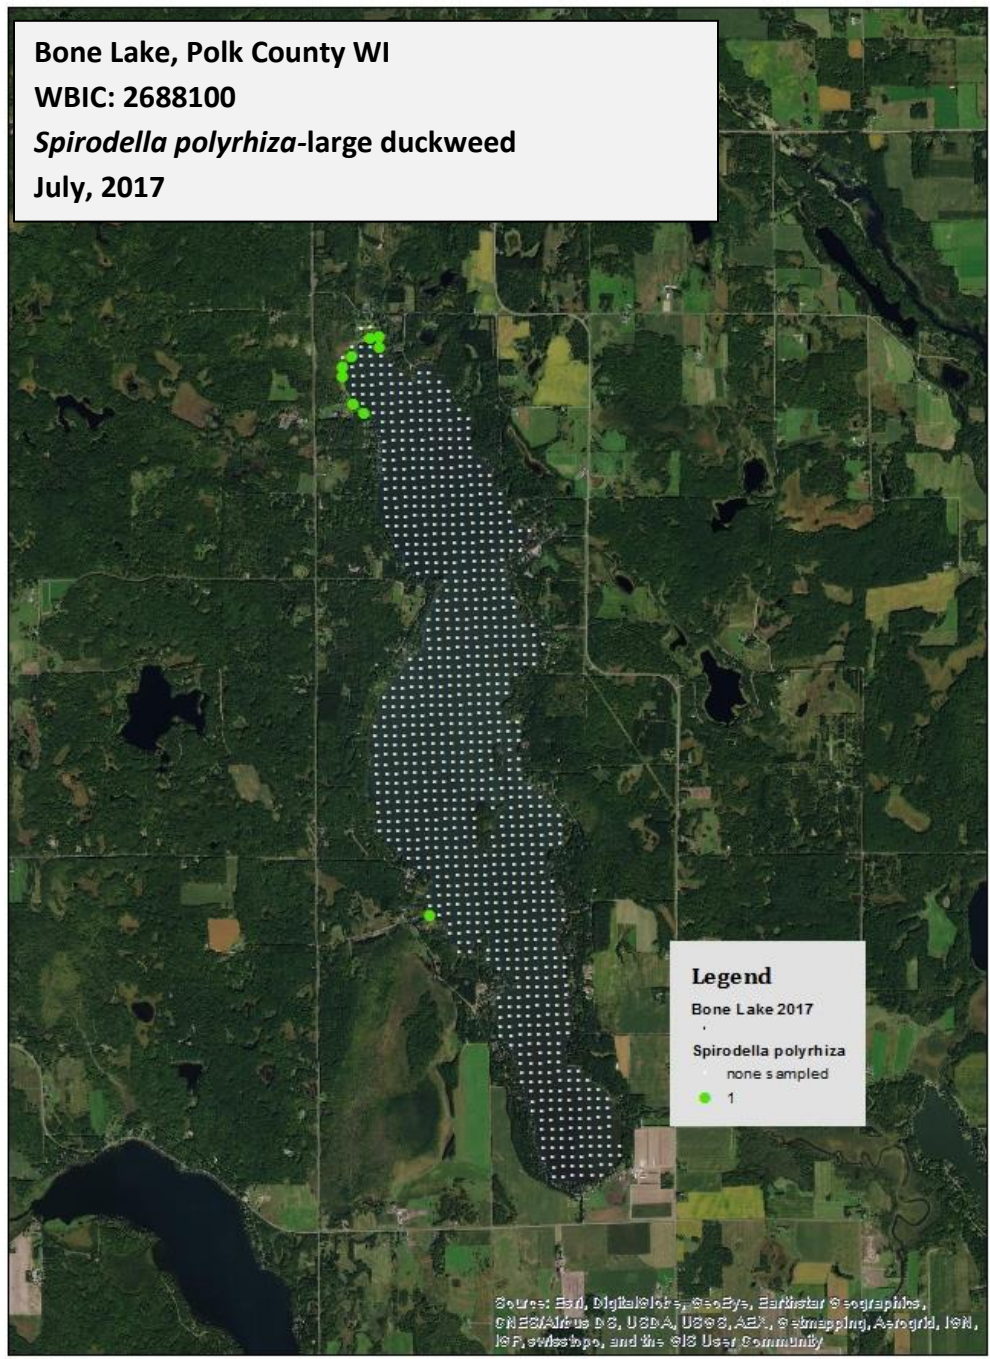 Bone Lake, Polk County WI
WBIC: 2688100
Spirodella polyrhiza-large duckweed
July, 2017
Legend
Bone Lake 2017
Spirodella polyrhiza
none sampled
1
Source: Esri, DigitalGlobe, GeoEye, Earthstar Geographics,
CNES/Airbus DS, USDA, USGS, AEX, Getmapping, Aerogrid, IGN,
IGP, swisstopo, and the GIS User Community